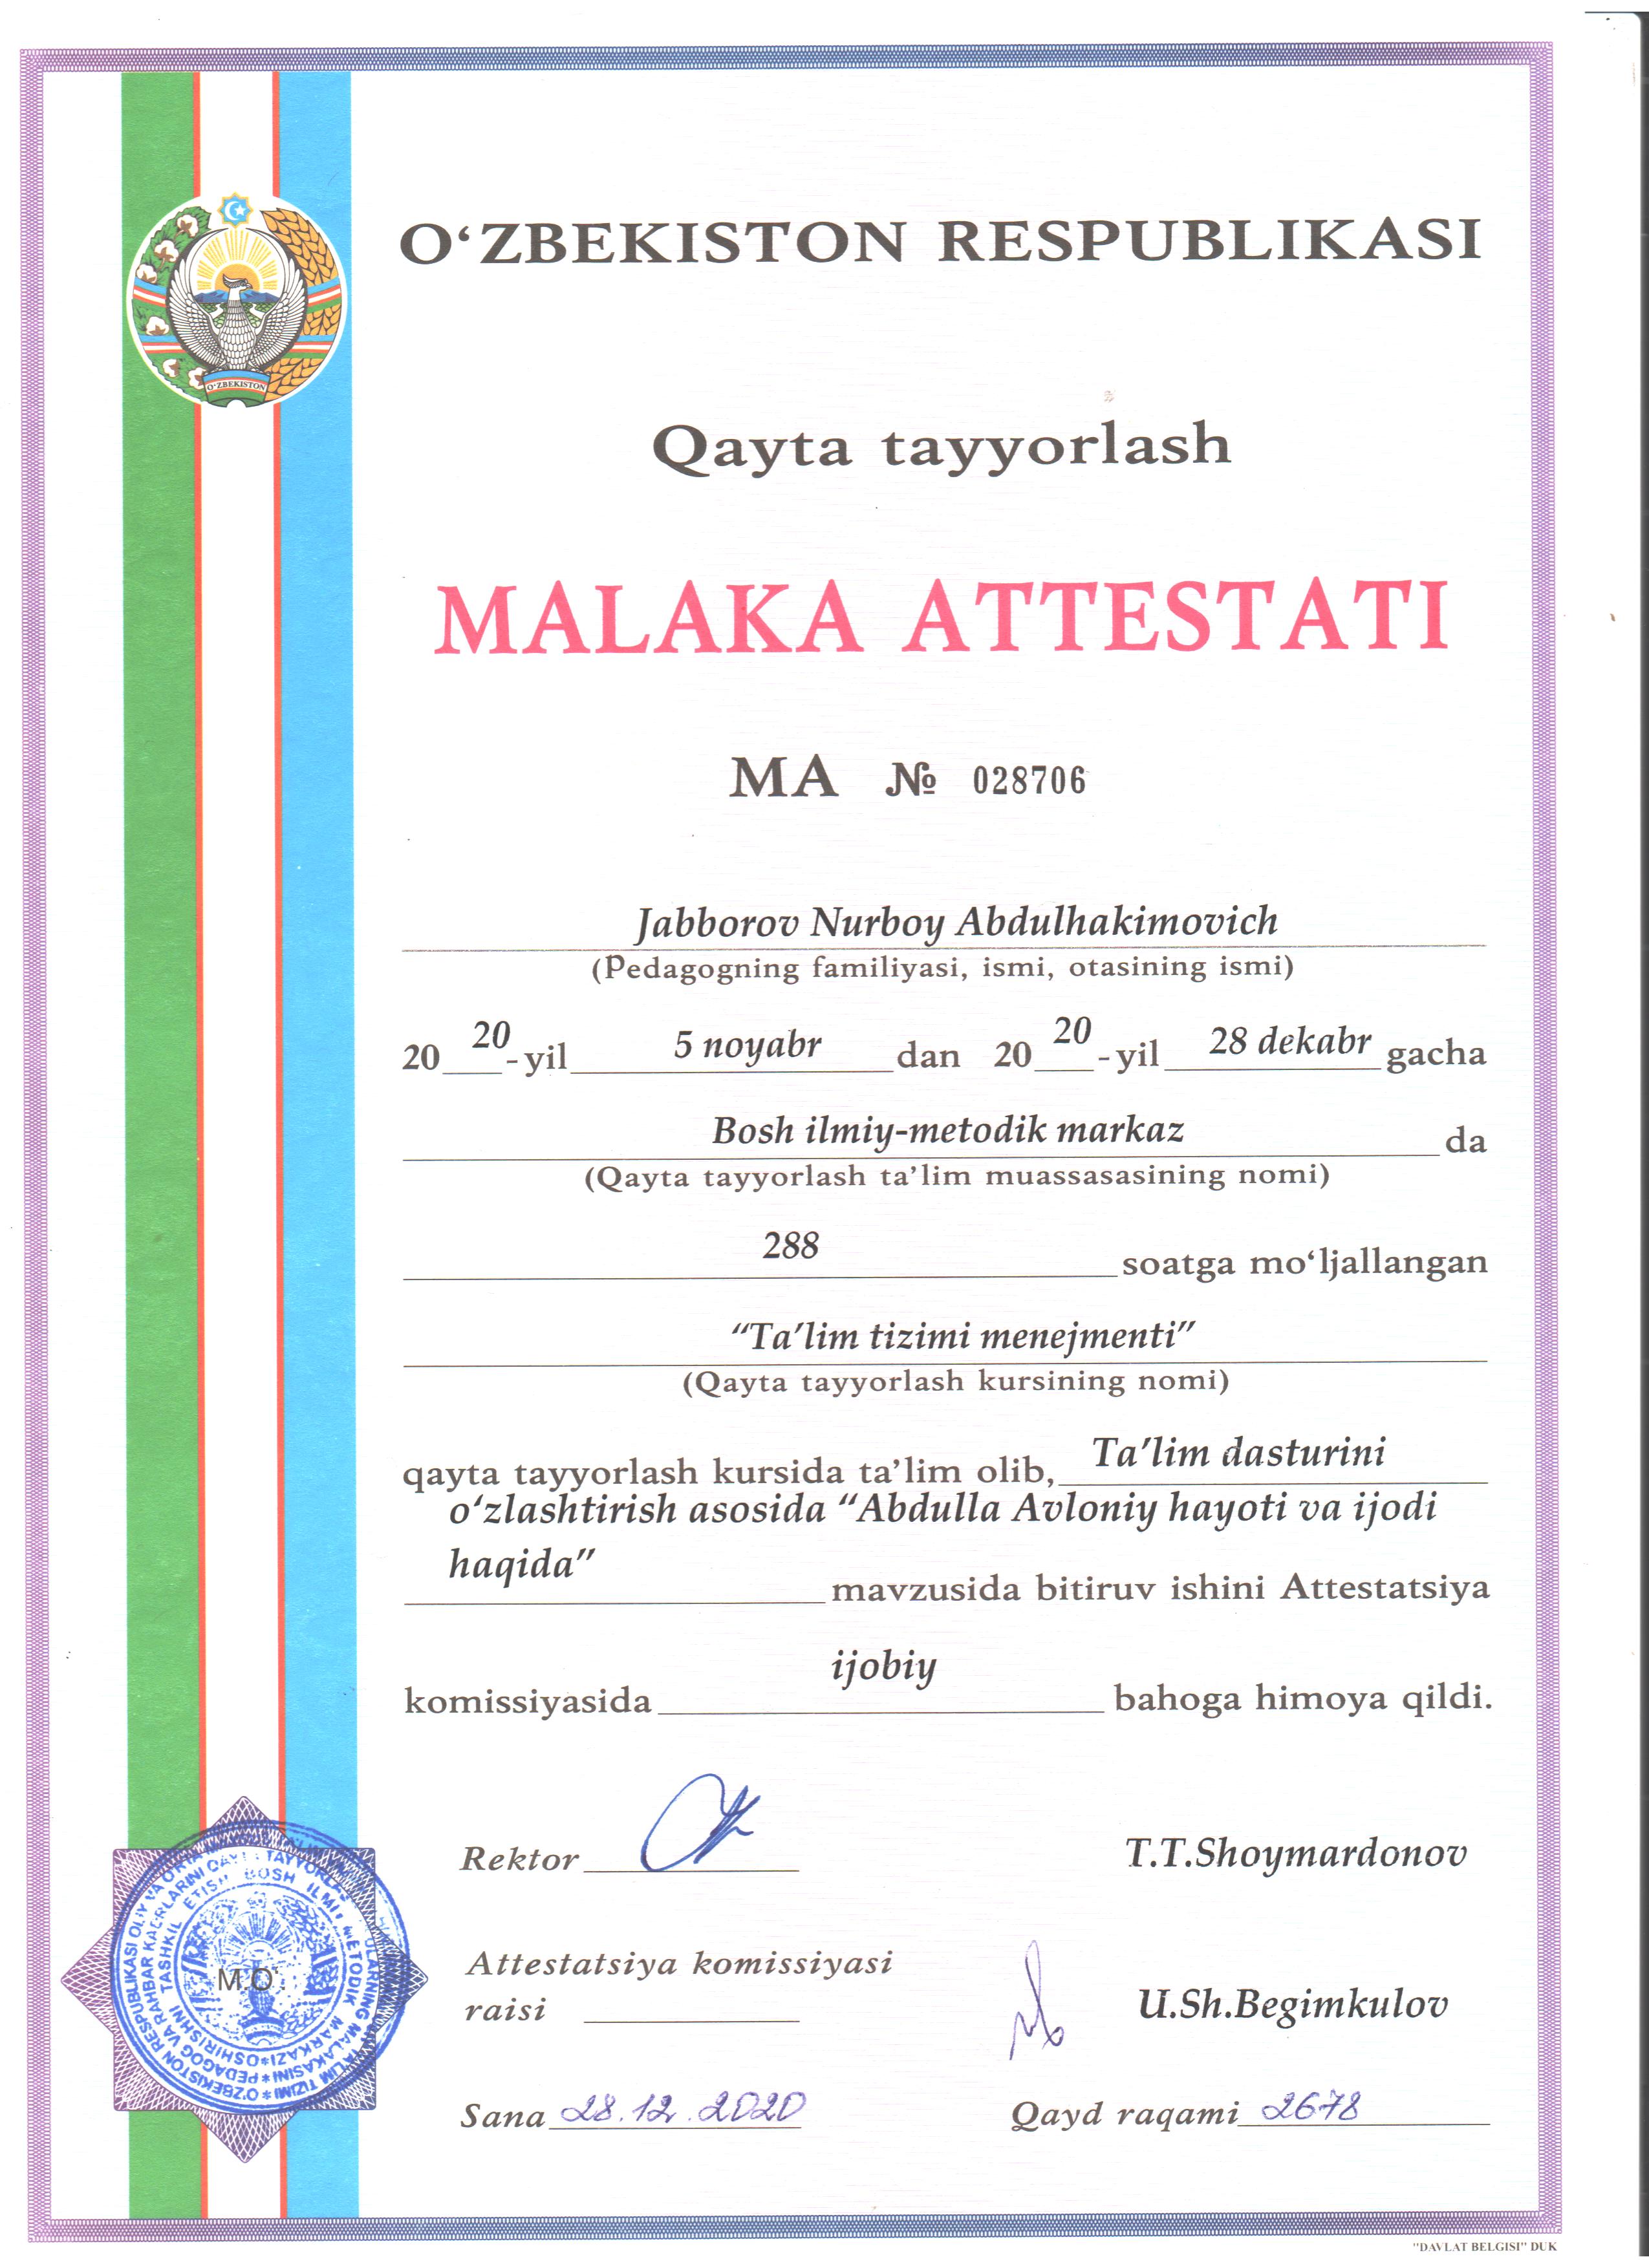 O‘ZBEKISTON RESPUBLIKASI
O‘ZBEKISTON
Qayta tayyorlash
MALAKA ATTESTATI
MA № 028706
Jabborov Nurboy Abdulhakimovich
(Pedagogning familiyasi, ismi, otasining ismi)
20 20 -yil 5 noyabr dan 20 20 -yil 28 dekabr gacha
Bosh ilmiy-metodik markaz da
(Qayta tayyorlash ta’lim muassasasining nomi)
288 soatga mo‘ljallangan
“Ta’lim tizimi menejmenti”
(Qayta tayyorlash kursining nomi)
qayta tayyorlash kursida ta’lim olib, Ta’lim dasturini
o‘zlashtirish asosida “Abdulla Avloniy hayoti va ijodi
haqida” mavzusida bitiruv ishini Attestatsiya
komissiyasida ijobiy bahoga himoya qildi.
Rektor T.T.Shoymardonov
Attestatsiya komissiyasi
raisi U.Sh.Begimkulov
M.O.
Sana 28.12.2020 Qayd raqami 2678
"DAVLAT BELGISI" DUK